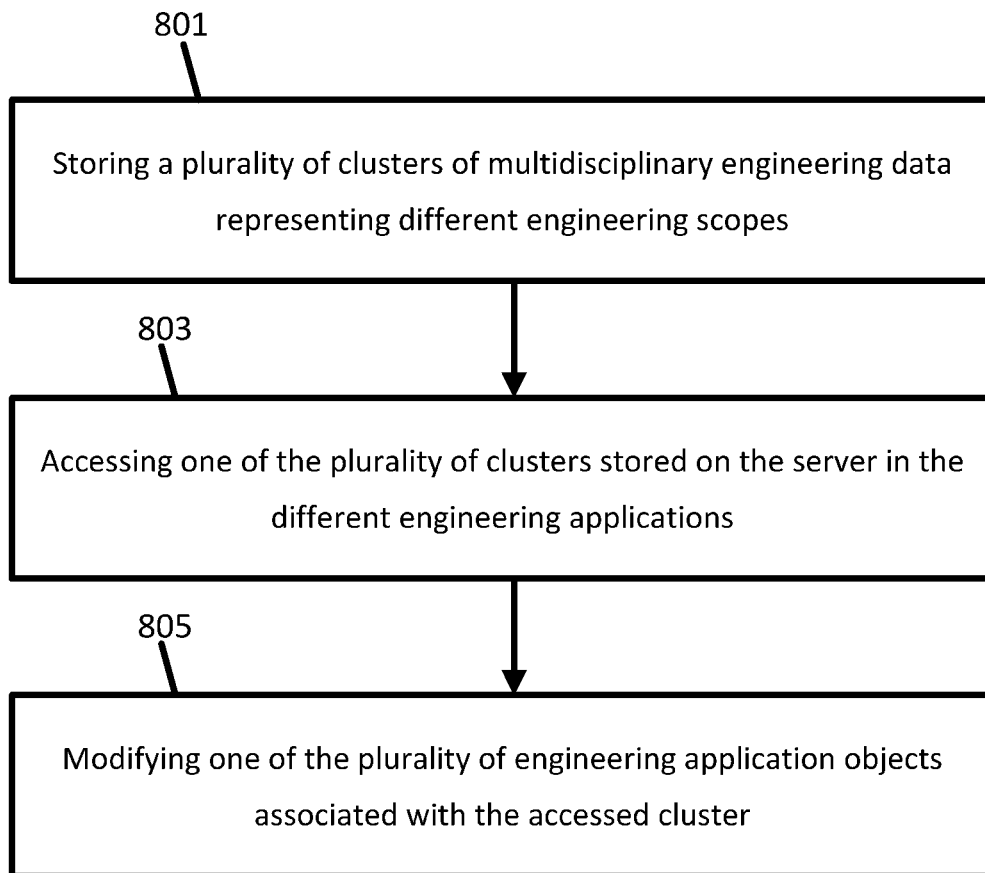 801
Storing a plurality of clusters of multidisciplinary engineering data
representing different engineering scopes
803
Accessing one of the plurality of clusters stored on the server in the
different engineering applications
805
Modifying one of the plurality of engineering application objects
associated with the accessed cluster